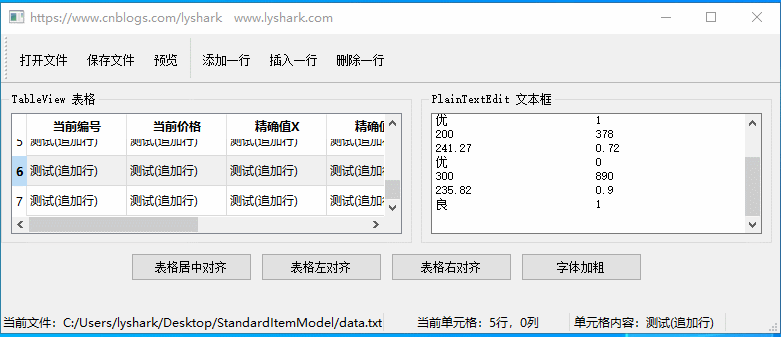 https://www.cnblogs.com/lyshark www.lyshark.com
打开文件 保存文件 预览 添加一行 插入一行 删除一行
TableView 表格
当前编号 当前价格 精确值X 精确值
5 测试(追加行) 测试(追加行) 测试(追加行) 测试(追加
6 测试(追加行) 测试(追加行) 测试(追加行) 测试(追加
7 测试(追加行) 测试(追加行) 测试(追加行) 测试(追加
PlainTextEdit 文本框
优 1
200 378
241.27 0.72
优 0
300 890
235.82 0.9
良 1
表格居中对齐 表格左对齐 表格右对齐 字体加粗
当前文件: C:/Users/lyshark/Desktop/StandardItemModel/data.txt 当前单元格: 5行, 0列 单元格内容: 测试(追加行)